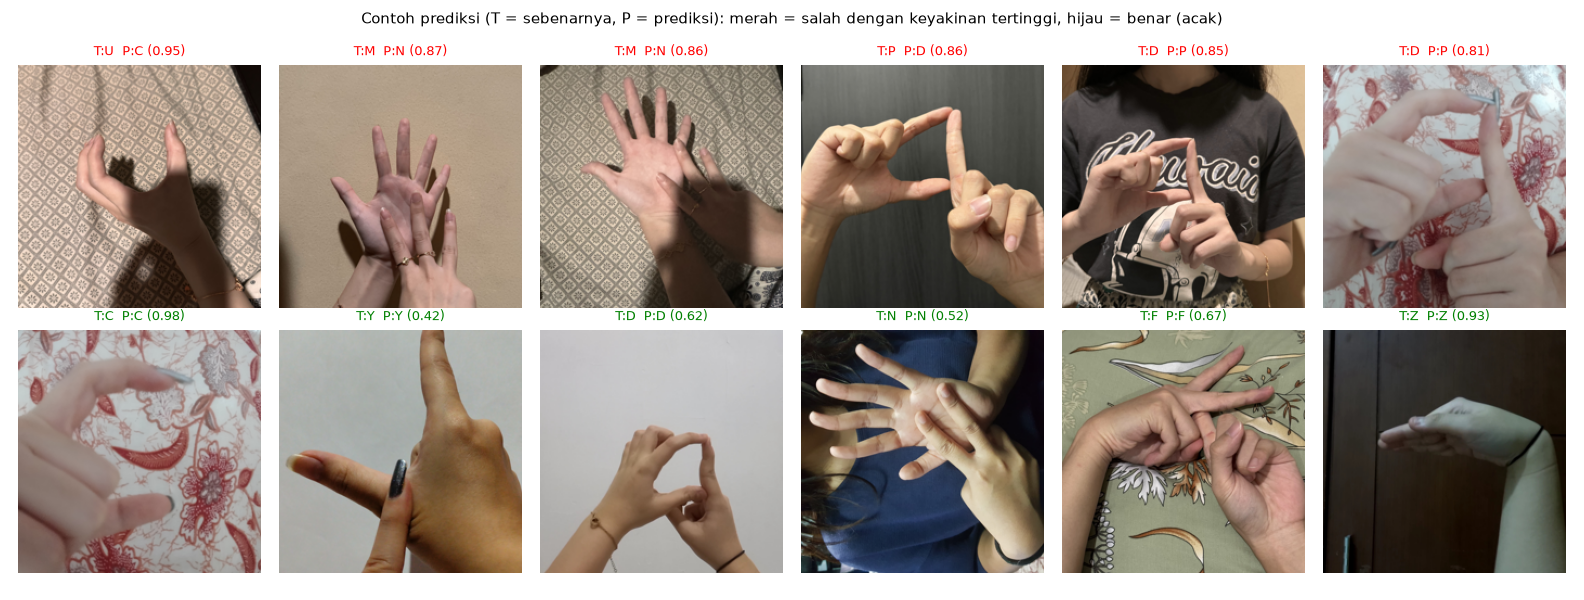 Contoh prediksi (T = sebenarnya, P = prediksi): merah = salah dengan keyakinan tertinggi, hijau = benar (acak)
T:U P:C (0.95)
T:M P:N (0.87)
T:M P:N (0.86)
T:P P:D (0.86)
T:D P:P (0.85)
T:D P:P (0.81)
T:C P:C (0.98)
T:Y P:Y (0.42)
T:D P:D (0.62)
T:N P:N (0.52)
T:F P:F (0.67)
T:Z P:Z (0.93)